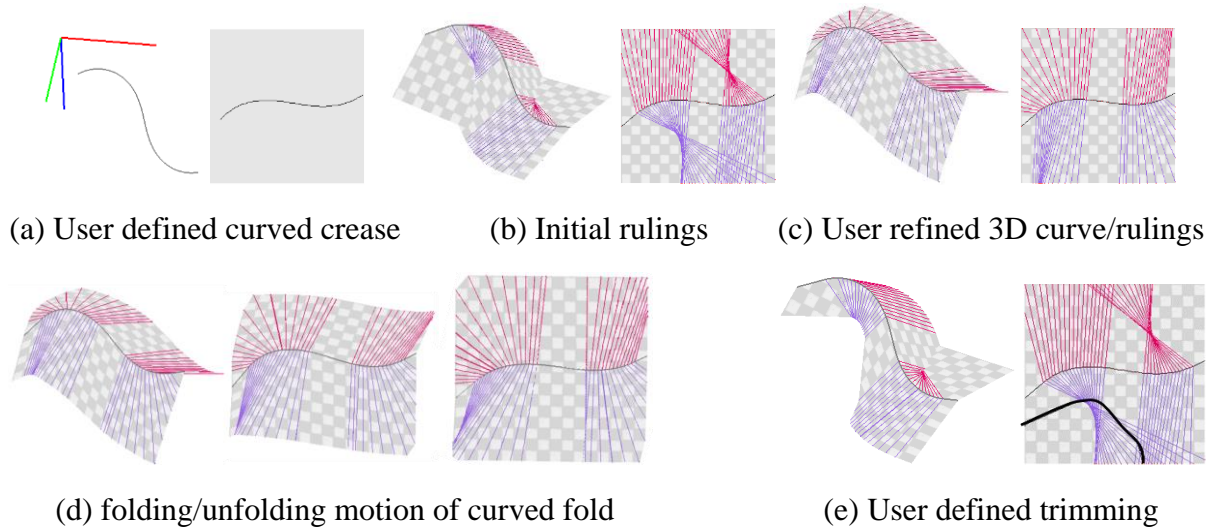 (a) User defined curved crease
(b) Initial rulings
(c) User refined 3D curve/rulings
(d) folding/unfolding motion of curved fold
(e) User defined trimming